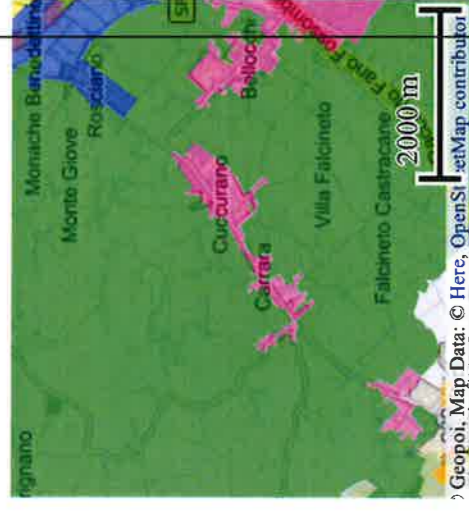 Monache Benedettine
Monte Giove
Rosciano
Bellocchi
Cuccurano
Carrara
Villa Falcineto
Falcineto Castracane
rignano
2000 m
Geopoi, Map Data: © Here, OpenStreetMap contributor